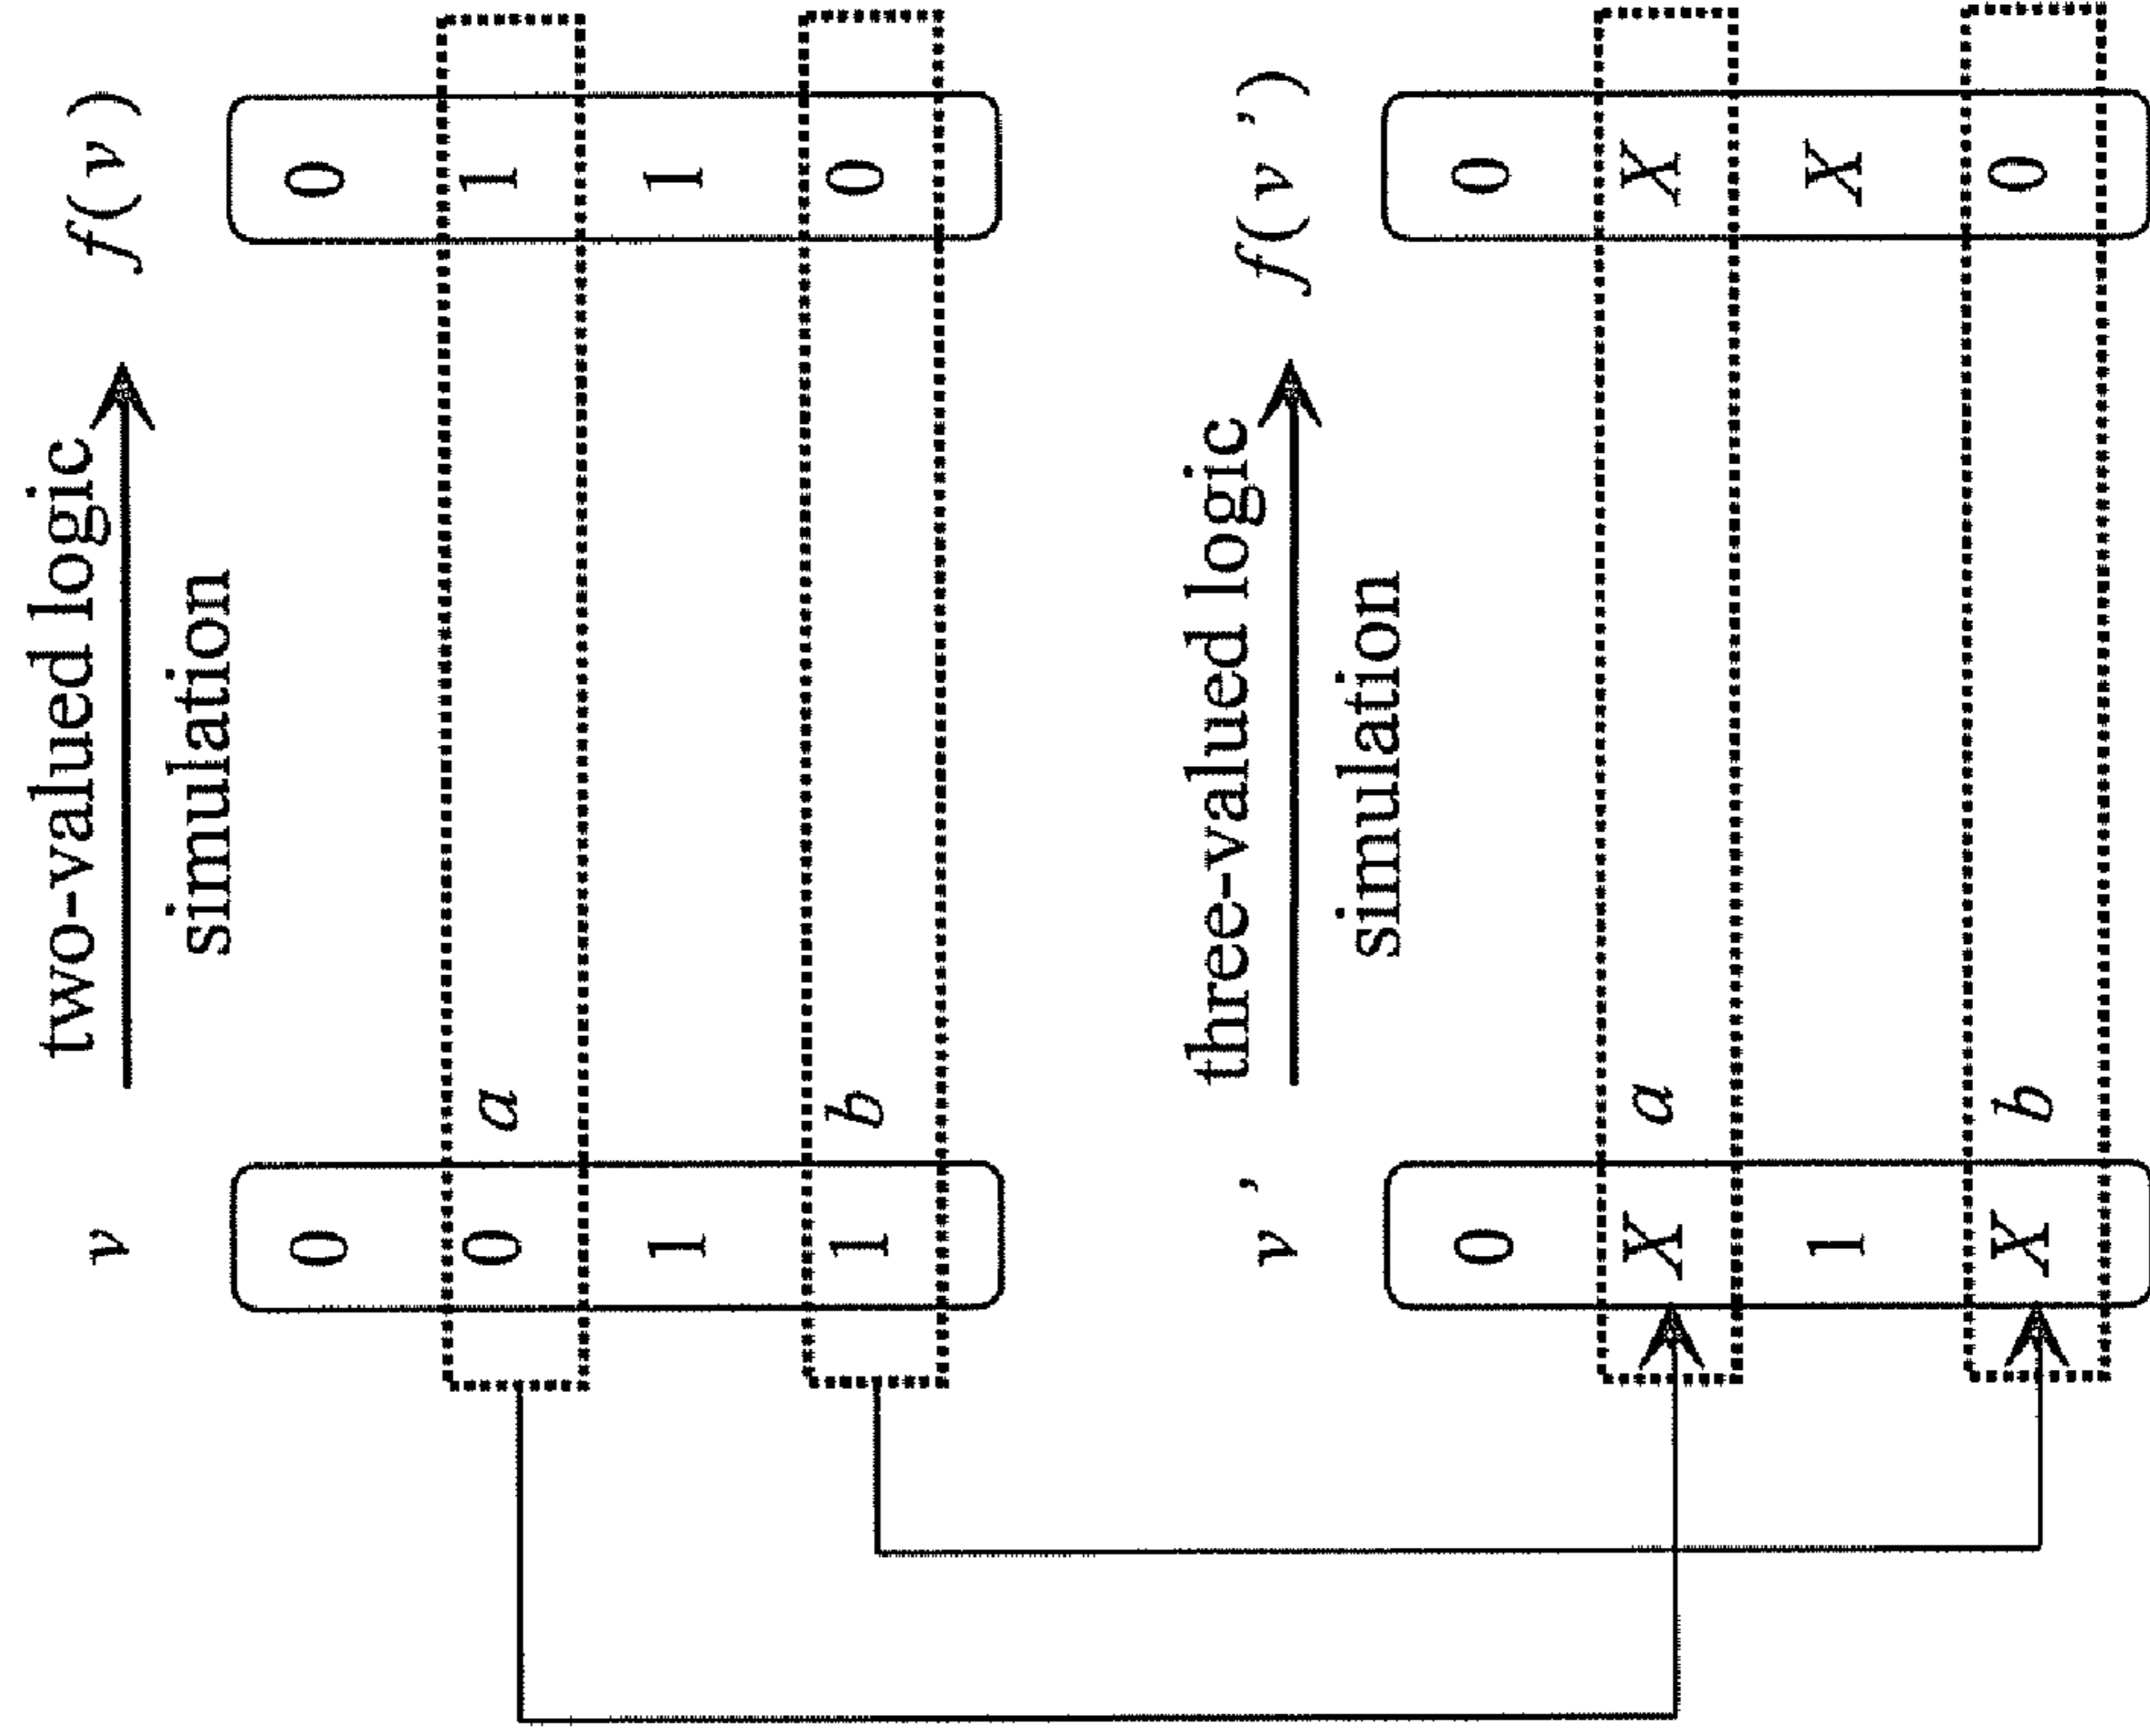 two-valued logic
v f(v)
simulation
0 0
0 a 1
1 1
1 b 0
three-valued logic
v' f(v')
simulation
0 0
X a X
1 X
X b 0